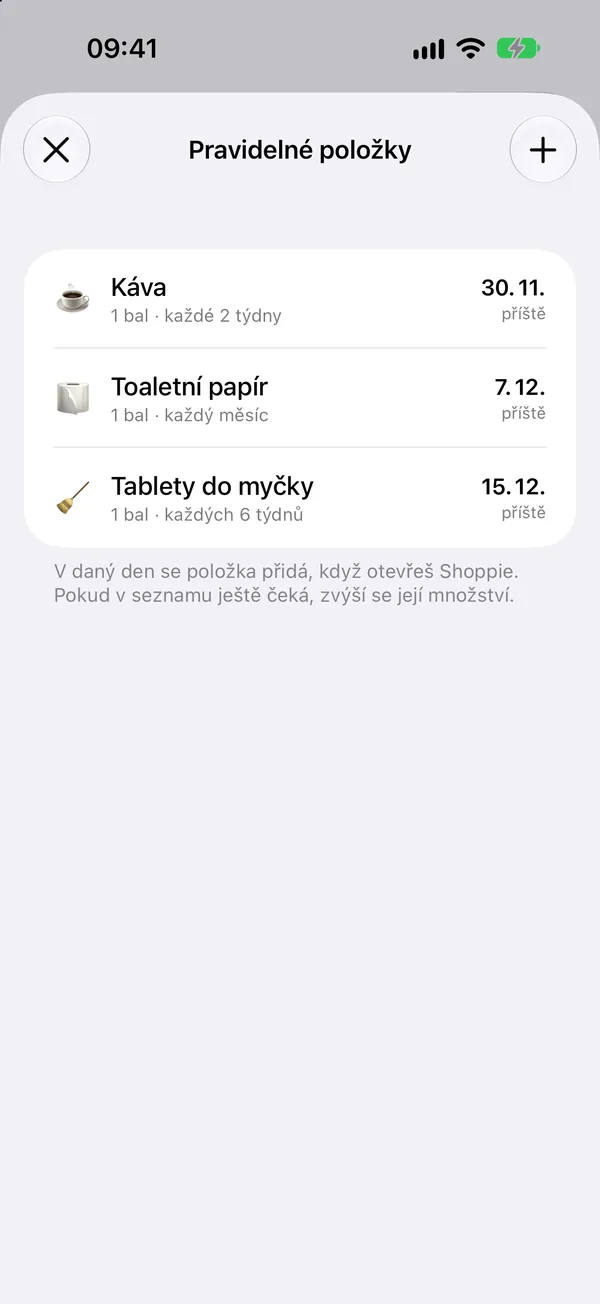 09:41
Pravidelné položky
Káva
30. 11.
1 bal · každé 2 týdny
příště
Toaletní papír
7. 12.
1 bal · každý měsíc
příště
Tablety do myčky
15. 12.
1 bal · každých 6 týdnů
příště
V daný den se položka přidá, když otevřeš Shoppie.
Pokud v seznamu ještě čeká, zvýší se její množství.